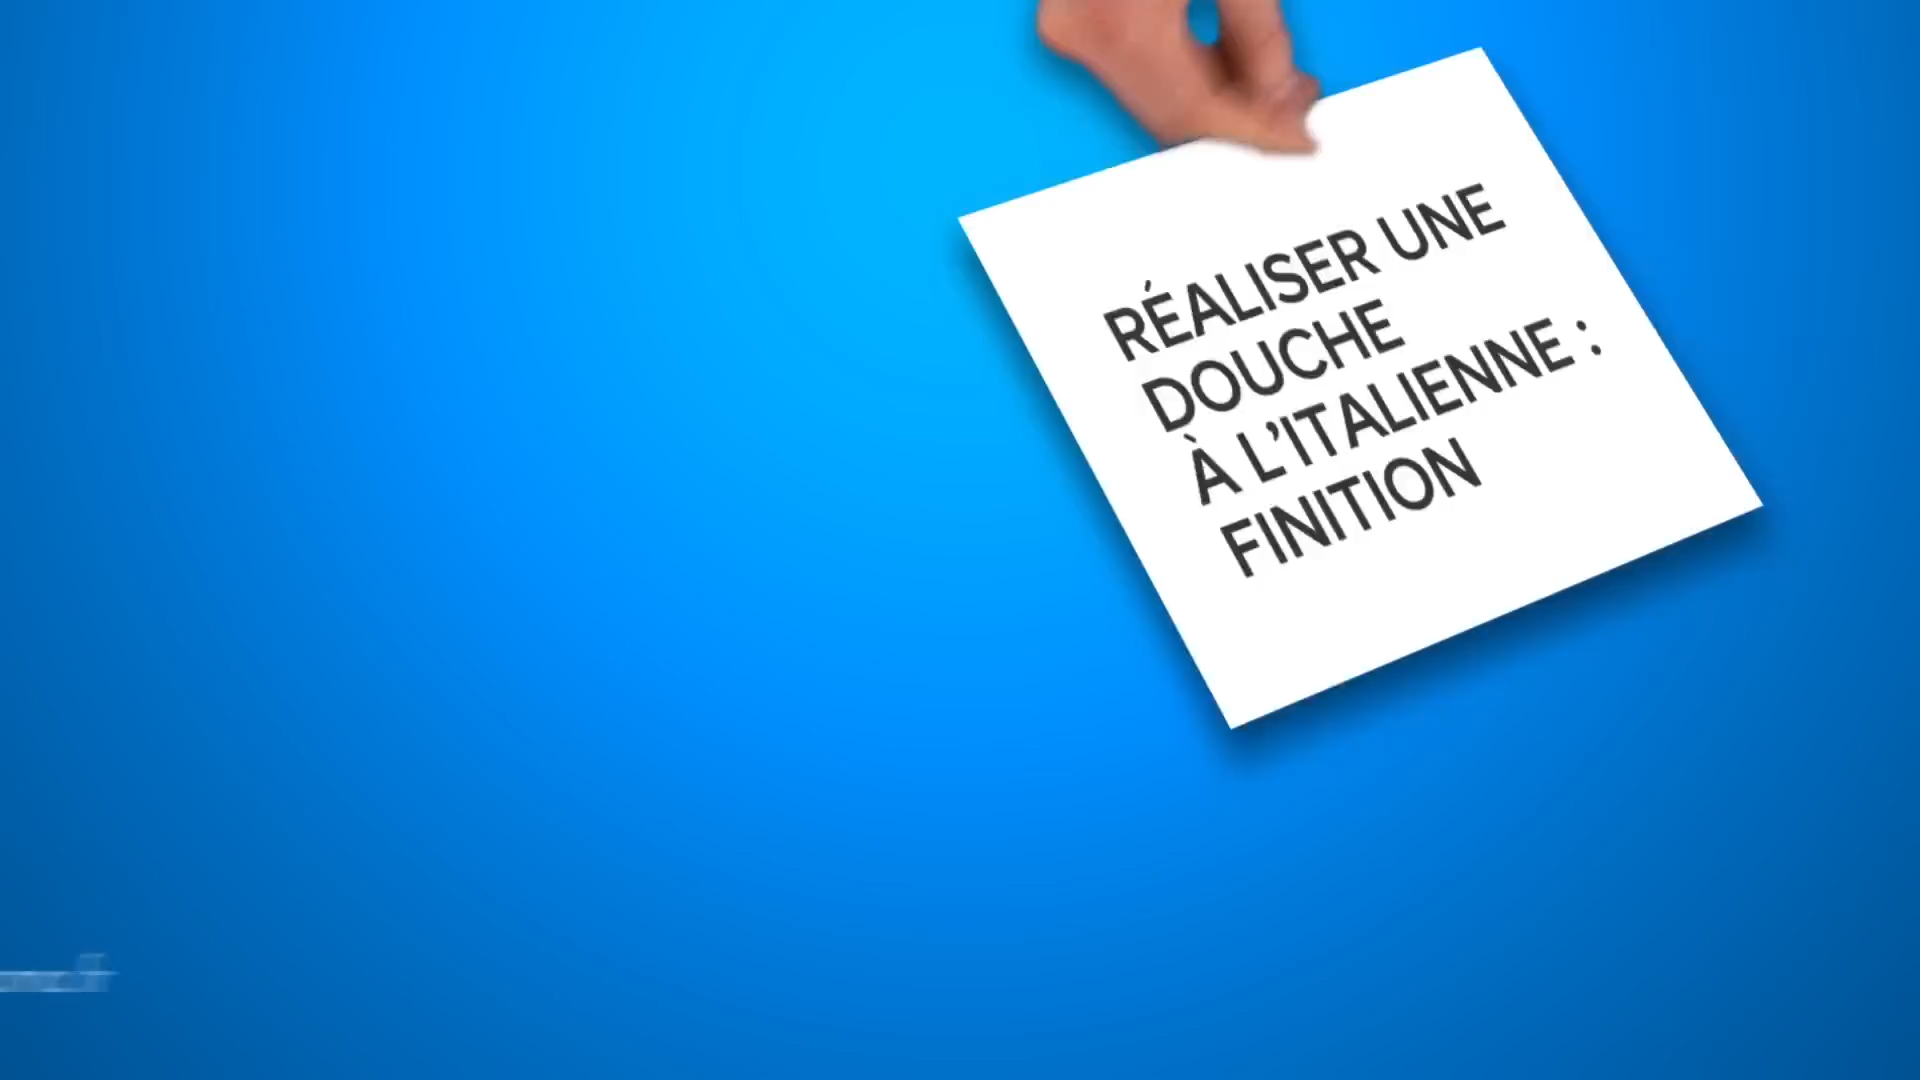 RÉALISER UNE
DOUCHE
À L’ITALIENNE :
FINITION